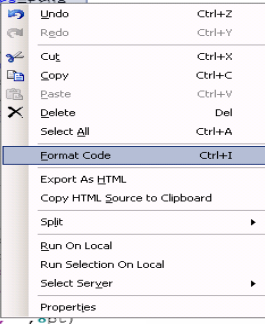 Undo Ctrl+Z
Redo Ctrl+Y
Cut Ctrl+X
Copy Ctrl+C
Paste Ctrl+V
Delete Del
Select All Ctrl+A
Format Code Ctrl+I
Export As HTML
Copy HTML Source to Clipboard
Split
Run On Local
Run Selection On Local
Select Server
Properties